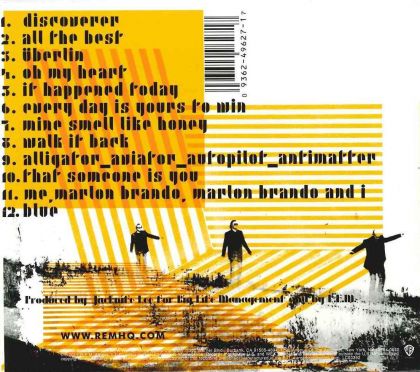 1. discoverer
2. all the best
3. überlin
4. oh my heart
5. it happened today
6. every day is yours to win
7. mine smell like honey
8. walk it back
9. alligator_aviator_autopilot_antimatter
10. that someone is you
11. me, marlon brando, marlon brando and i
12. blue
0 9362-49627-1 7
Produced by Jacknife Lee for Big Life Management and by R.E.M.
WWW.REMHQ.COM